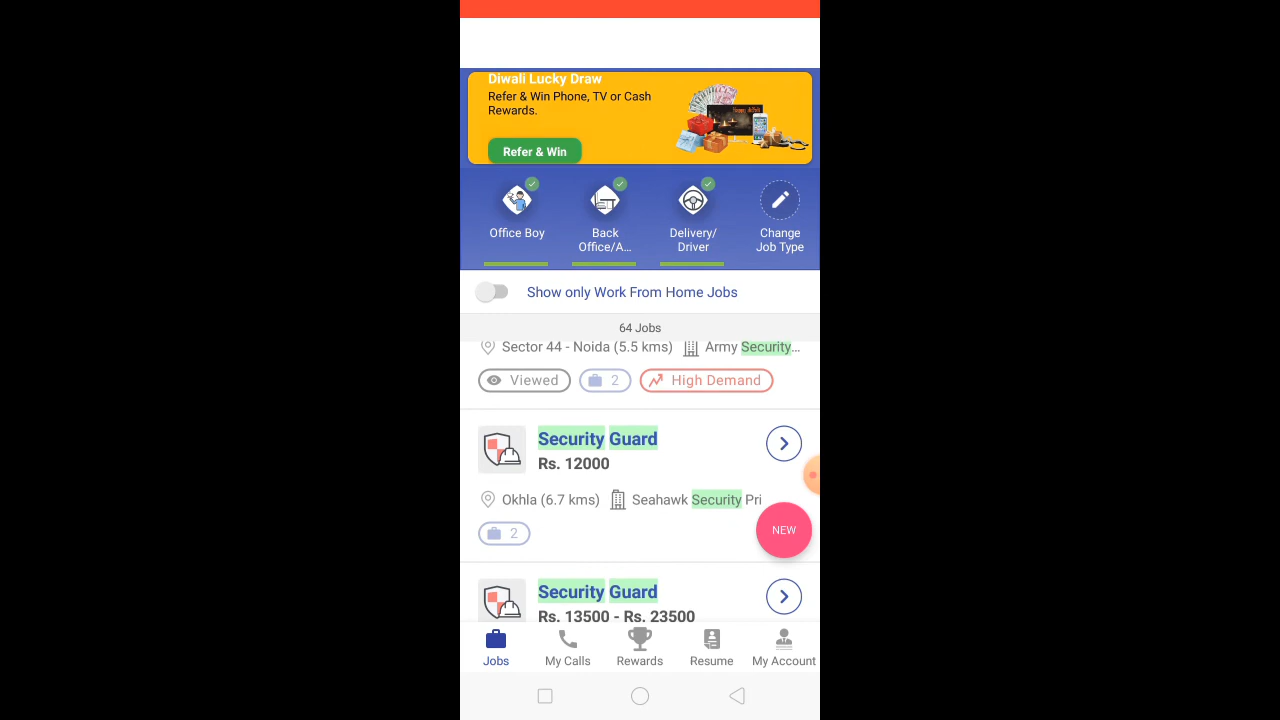 Diwali Lucky Draw
Refer & Win Phone, TV or Cash
Rewards.
Refer & Win
Office Boy
Back
Office/A...
Delivery/
Driver
Change
Job Type
Show only Work From Home Jobs
64 Jobs
Sector 44 - Noida (5.5 kms) Army Security...
Viewed 2 High Demand
Security Guard
Rs. 12000
Okhla (6.7 kms) Seahawk Security Pri
2
NEW
Security Guard
Rs. 13500 - Rs. 23500
Jobs My Calls Rewards Resume My Account